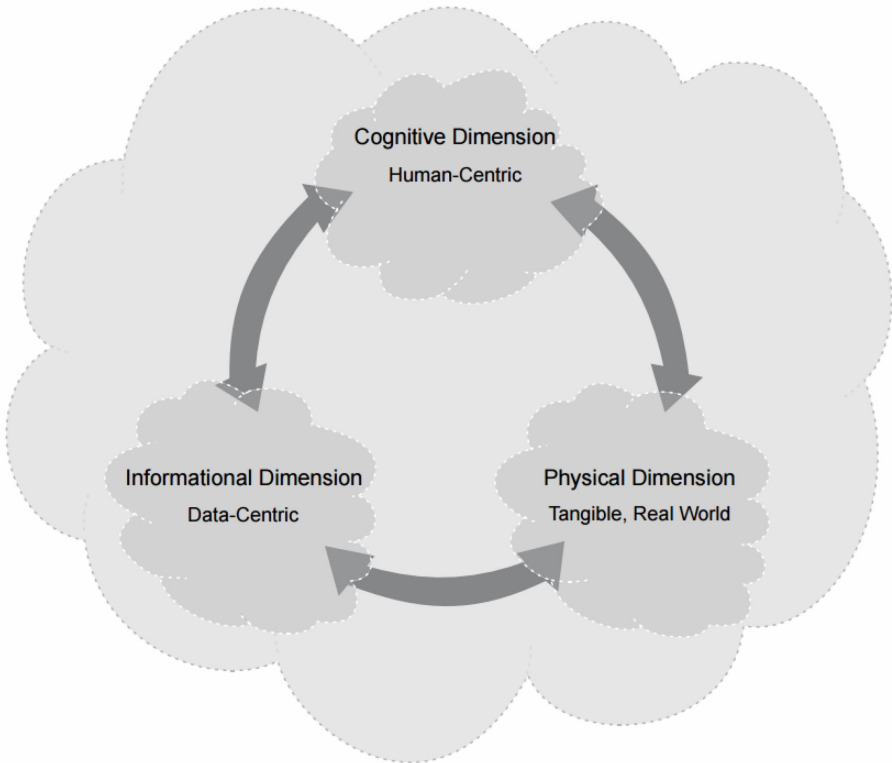 Cognitive Dimension
Human-Centric
Informational Dimension
Data-Centric
Physical Dimension
Tangible, Real World